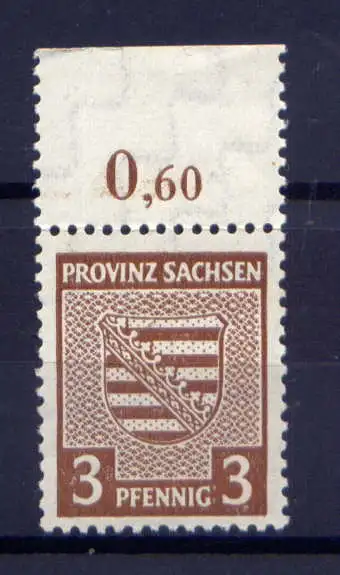 0,60
PROVINZ SACHSEN
3 PFENNIG 3